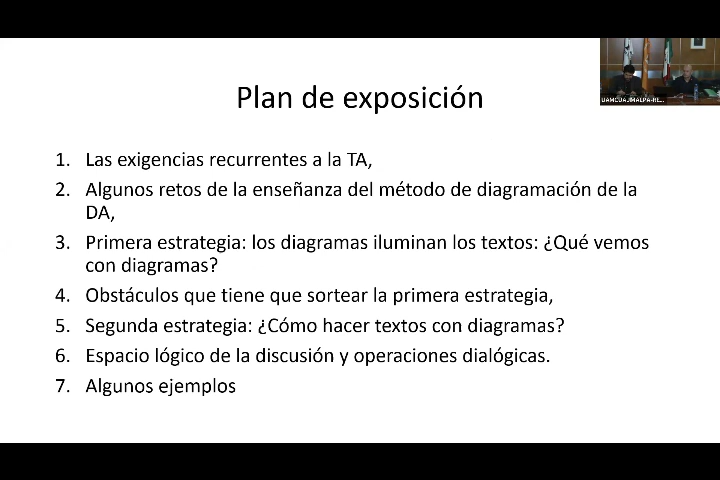 UAMCUAJIMALPA-RE...
Plan de exposición
1. Las exigencias recurrentes a la TA,
2. Algunos retos de la enseñanza del método de diagramación de la
DA,
3. Primera estrategia: los diagramas iluminan los textos: ¿Qué vemos
con diagramas?
4. Obstáculos que tiene que sortear la primera estrategia,
5. Segunda estrategia: ¿Cómo hacer textos con diagramas?
6. Espacio lógico de la discusión y operaciones dialógicas.
7. Algunos ejemplos